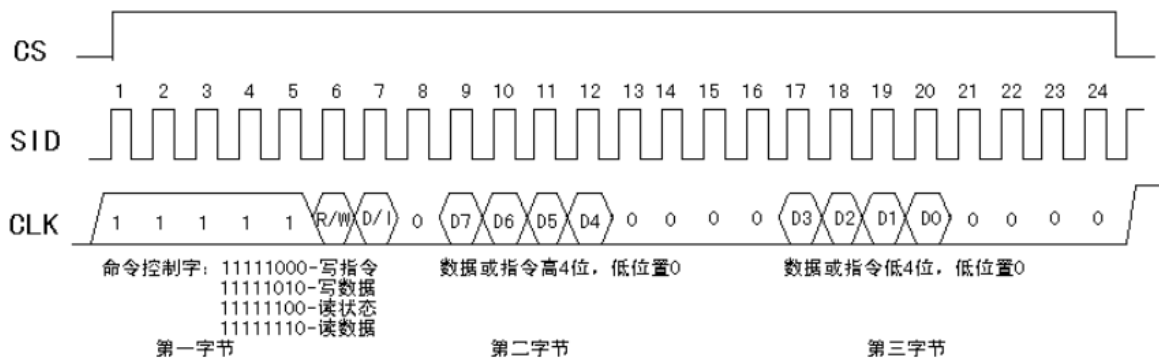 CS
1 2 3 4 5 6 7 8 9 10 11 12 13 14 15 16 17 18 19 20 21 22 23 24
SID
CLK 1 1 1 1 1 R/W D/I 0 D7 D6 D5 D4 0 0 0 0 D3 D2 D1 D0 0 0 0 0
命令控制字: 11111000-写指令 数据或指令高4位,低位置0 数据或指令低4位,低位置0
11111010-写数据
11111100-读状态
11111110-读数据
第一字节 第二字节 第三字节